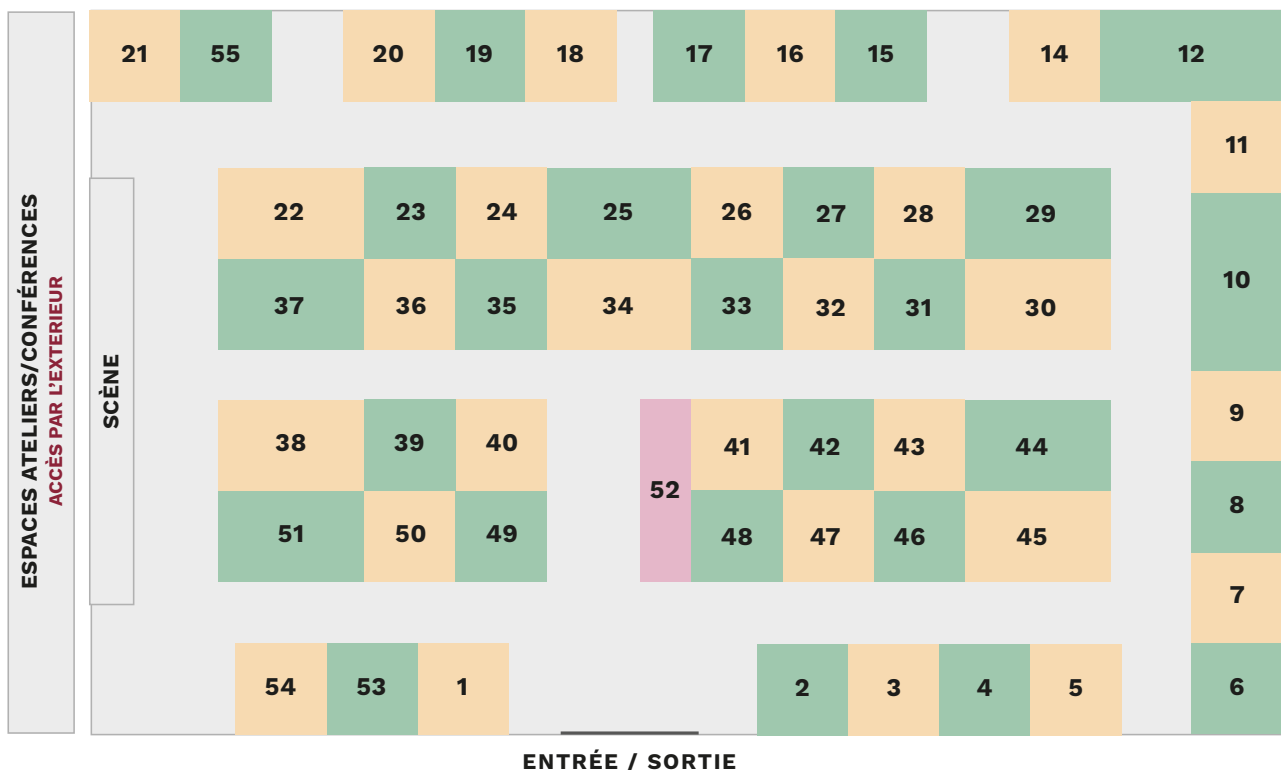 21 55 20 19 18 17 16 15 14 12
11
22 23 24 25 26 27 28 29
10
37 36 35 34 33 32 31 30
9
38 39 40 41 42 43 44
52
8
51 50 49 48 47 46 45
7
54 53 1 2 3 4 5 6
ESPACES ATELIERS/CONFÉRENCES
ACCÈS PAR L'EXTERIEUR
SCÈNE
ENTRÉE / SORTIE